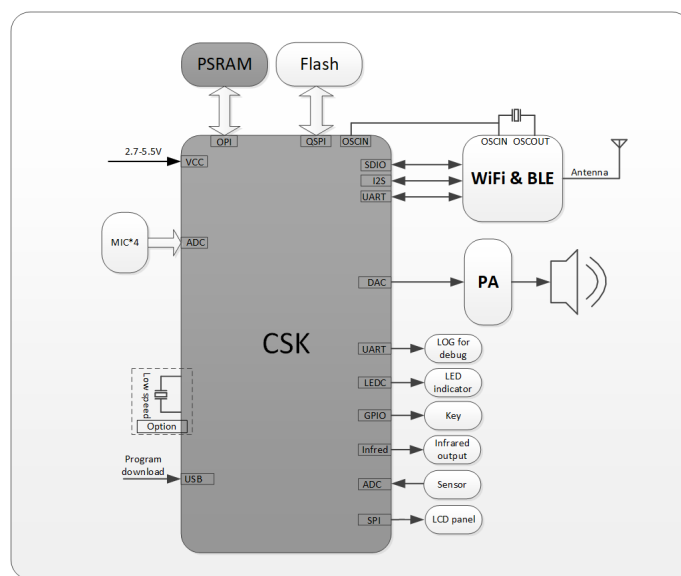 PSRAM
Flash
OPI
QSPI
OSCIN
OSCIN OSCOUT
2.7-5.5V
VCC
SDIO
I2S
UART
WiFi & BLE
Antenna
MIC*4
ADC
DAC
PA
CSK
UART
LOG for
debug
LEDC
LED
indicator
Low speed
Option
GPIO
Key
Infred
Infrared
output
Program
download
USB
ADC
Sensor
SPI
LCD panel